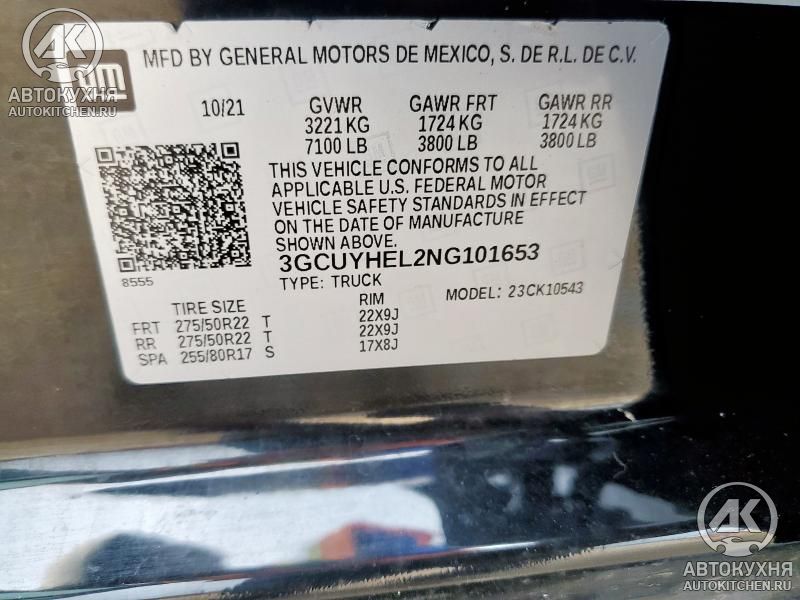 MFD BY GENERAL MOTORS DE MEXICO, S. DE R.L. DE C.V.
gm
10/21 GVWR GAWR FRT GAWR RR
3221 KG 1724 KG 1724 KG
7100 LB 3800 LB 3800 LB
THIS VEHICLE CONFORMS TO ALL
APPLICABLE U.S. FEDERAL MOTOR
VEHICLE SAFETY STANDARDS IN EFFECT
ON THE DATE OF MANUFACTURE
SHOWN ABOVE.
3GCUYHEL2NG101653
8555
TYPE: TRUCK MODEL: 23CK10543
TIRE SIZE RIM
FRT 275/50R22 T 22X9J
RR 275/50R22 T 22X9J
SPA 255/80R17 S 17X8J
АК
АВТОКУХНЯ
AUTOKITCHEN.RU
АК
АВТОКУХНЯ
AUTOKITCHEN.RU